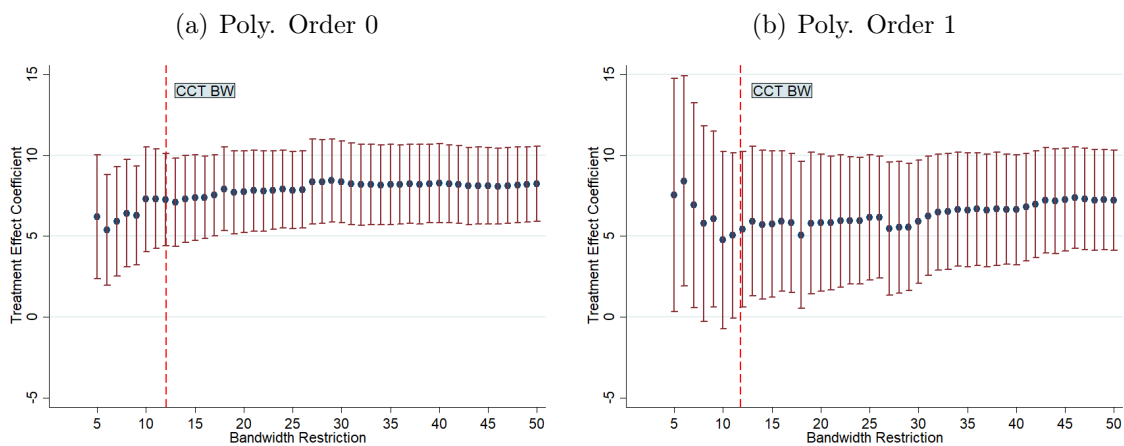 (a) Poly. Order 0
(b) Poly. Order 1
CCT BW
CCT BW
Treatment Effect Coefficient
15
10
5
0
-5
5 10 15 20 25 30 35 40 45 50
Bandwidth Restriction
Treatment Effect Coefficient
15
10
5
0
-5
5 10 15 20 25 30 35 40 45 50
Bandwidth Restriction